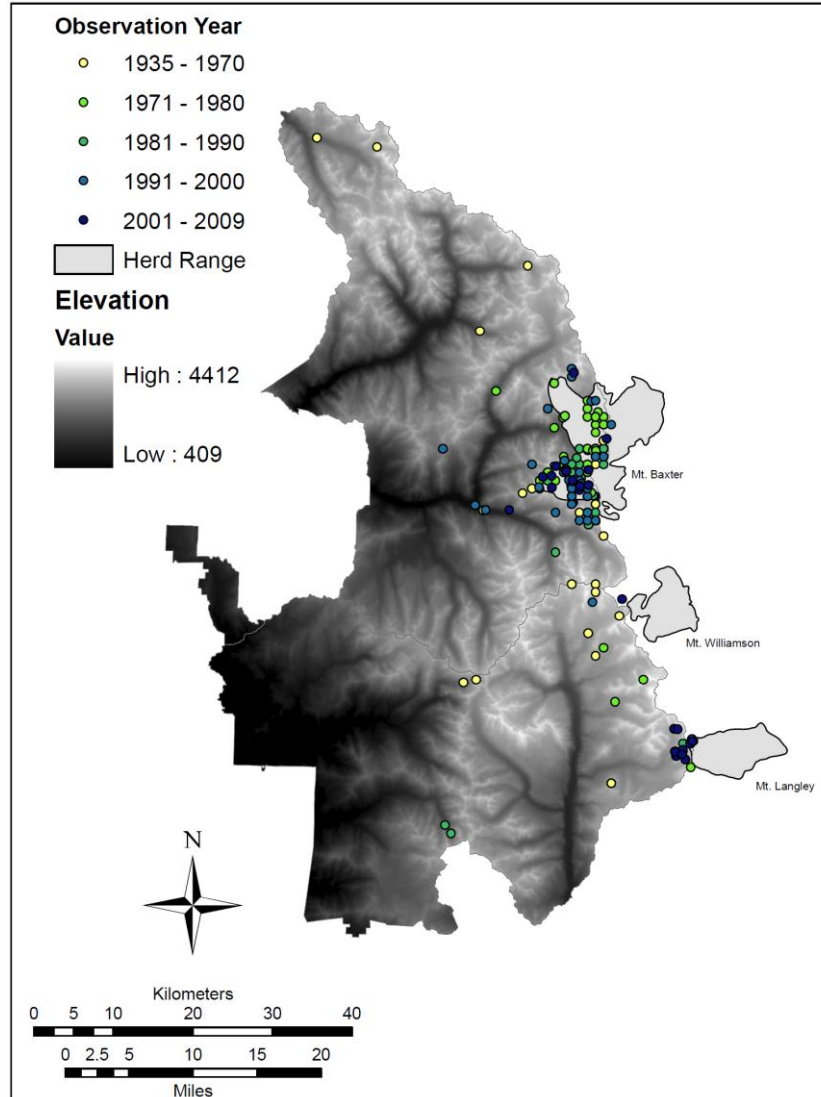 Observation Year
1935 - 1970
1971 - 1980
1981 - 1990
1991 - 2000
2001 - 2009
Herd Range
Elevation
Value
High : 4412
Low : 409
Mt. Baxter
Mt. Williamson
Mt. Langley
N
Kilometers
0 5 10 20 30 40
0 2.5 5 10 15 20
Miles